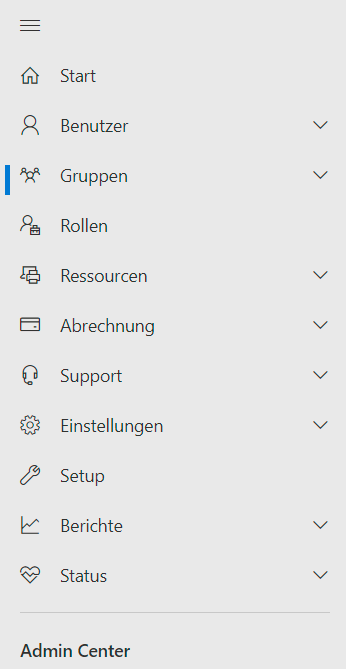 Start
Benutzer
Gruppen
Rollen
Ressourcen
Abrechnung
Support
Einstellungen
Setup
Berichte
Status
Admin Center